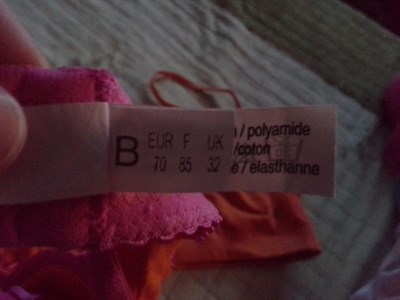 B EUR F UK
70 85 32
/ polyamide
/coton
e / elasthanne